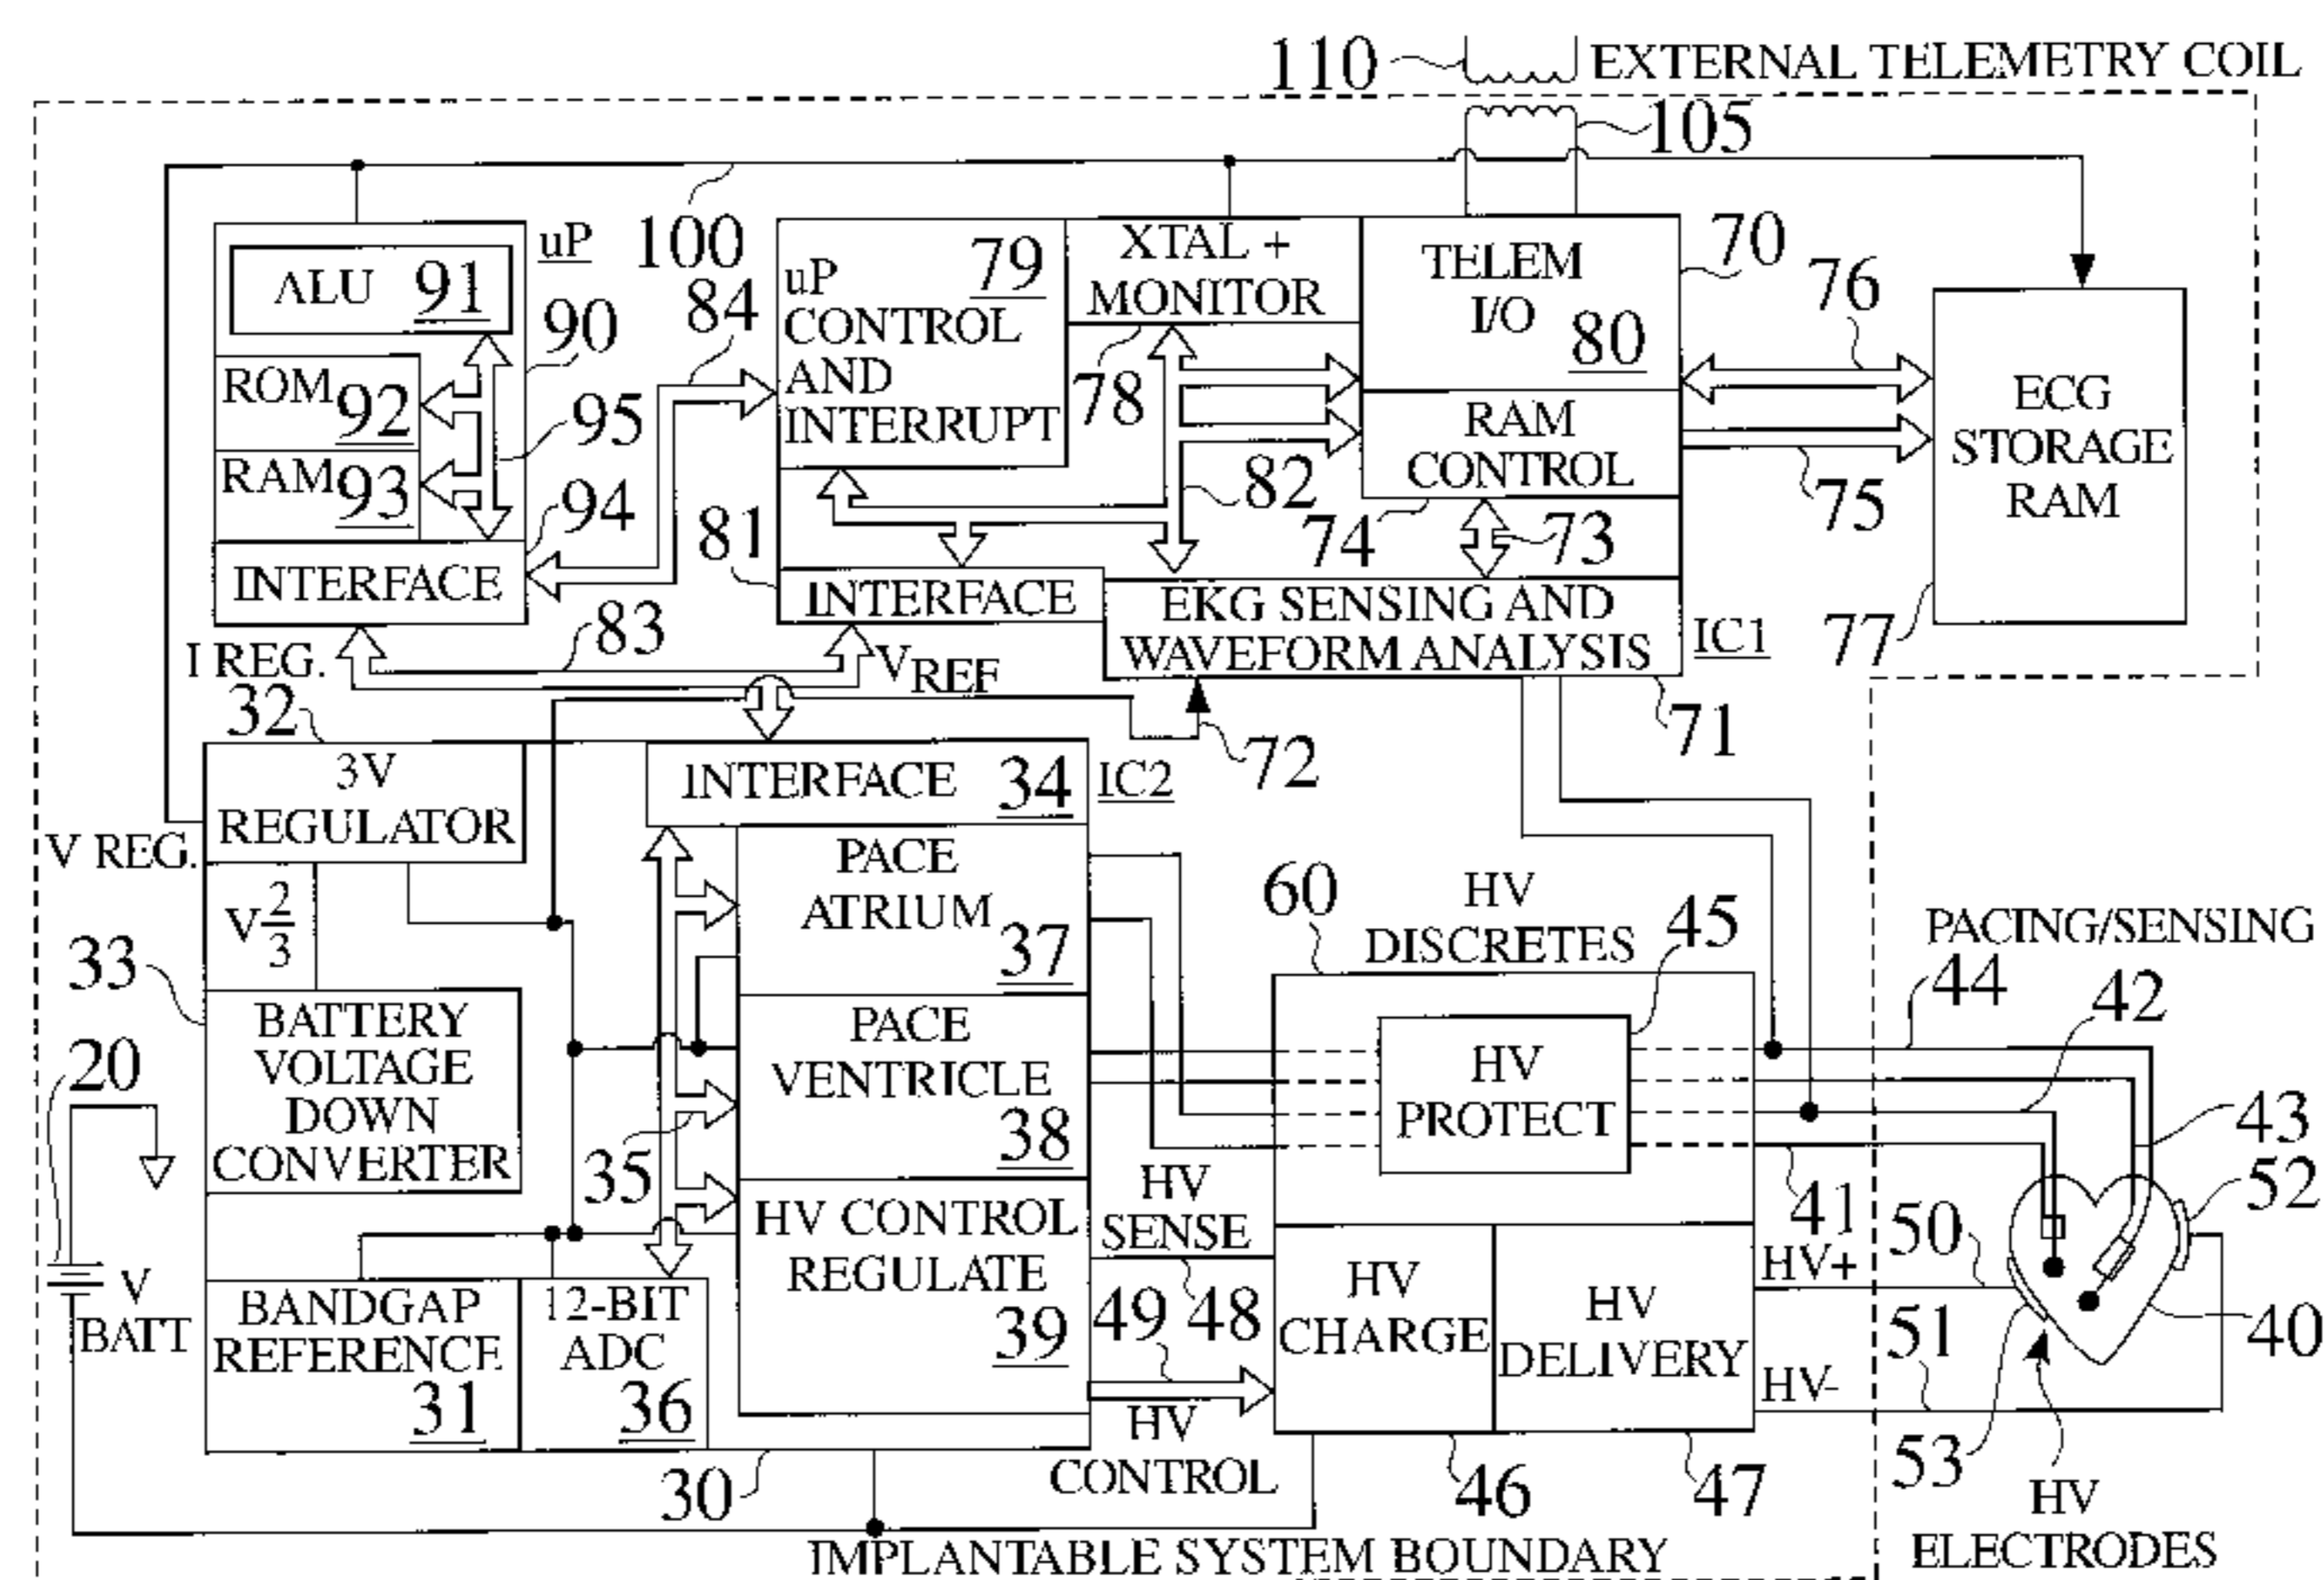 110
EXTERNAL TELEMETRY COIL
105
100
uP
ALU 91
90
ROM 92
RAM 93
95
94
INTERFACE
84
83
I REG.
uP
CONTROL
AND
INTERRUPT
79
XTAL +
MONITOR
78
TELEM
I/O
80
70
RAM
CONTROL
82
74
73
76
75
ECG
STORAGE
RAM
77
81
INTERFACE
EKG SENSING AND
WAVEFORM ANALYSIS
IC1
71
VREF
72
32
3V
REGULATOR
V REG.
V 2/3
33
BATTERY
VOLTAGE
DOWN
CONVERTER
20
V
BATT
BANDGAP
REFERENCE
31
12-BIT
ADC
36
35
INTERFACE 34
IC2
PACE
ATRIUM
37
PACE
VENTRICLE
38
HV CONTROL
REGULATE
39
30
HV
SENSE
48
49
HV
CONTROL
60
HV
DISCRETES
45
HV
PROTECT
HV
CHARGE
46
HV
DELIVERY
47
PACING/SENSING
44
42
43
52
41
HV+
50
51
HV-
40
53
HV
ELECTRODES
IMPLANTABLE SYSTEM BOUNDARY